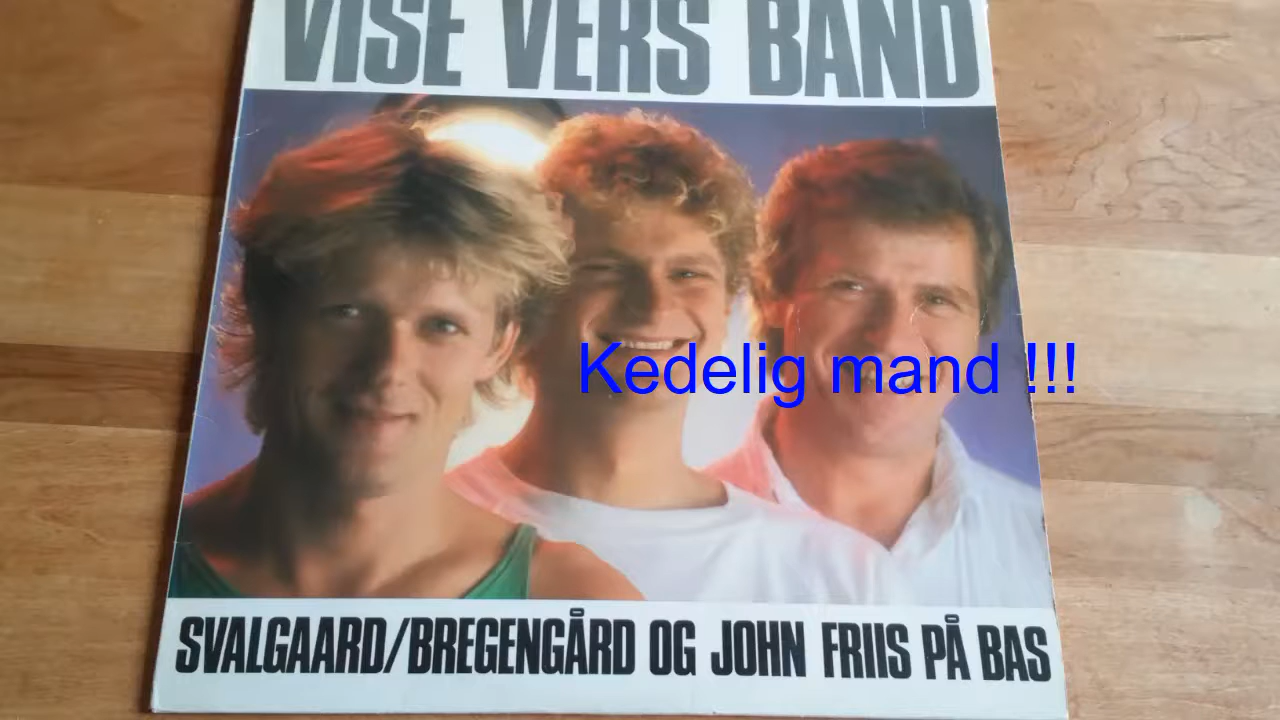 VISE VERS BAND
Kedelig mand !!!
SVALGAARD/BREGENGÅRD OG JOHN FRIIS PÅ BAS